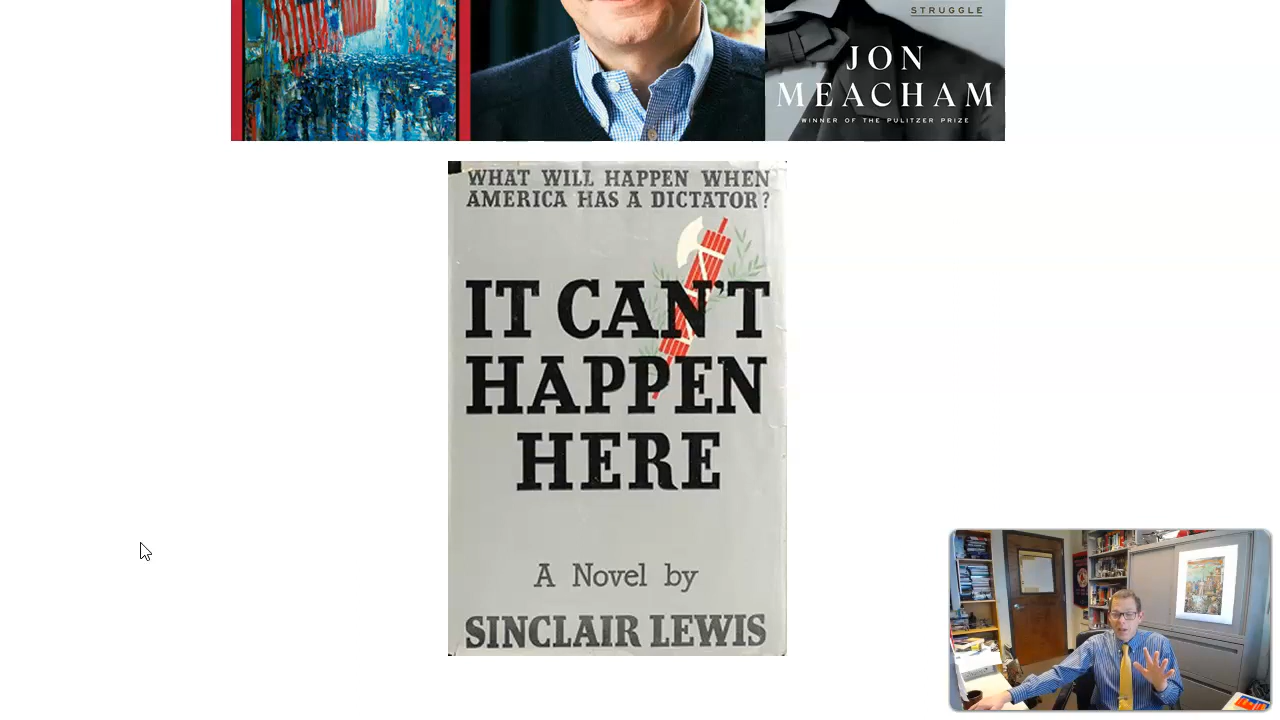 STRUGGLE
JON
MEACHAM
WINNER OF THE PULITZER PRIZE
WHAT WILL HAPPEN WHEN
AMERICA HAS A DICTATOR?
IT CAN'T
HAPPEN
HERE
A Novel by
SINCLAIR LEWIS